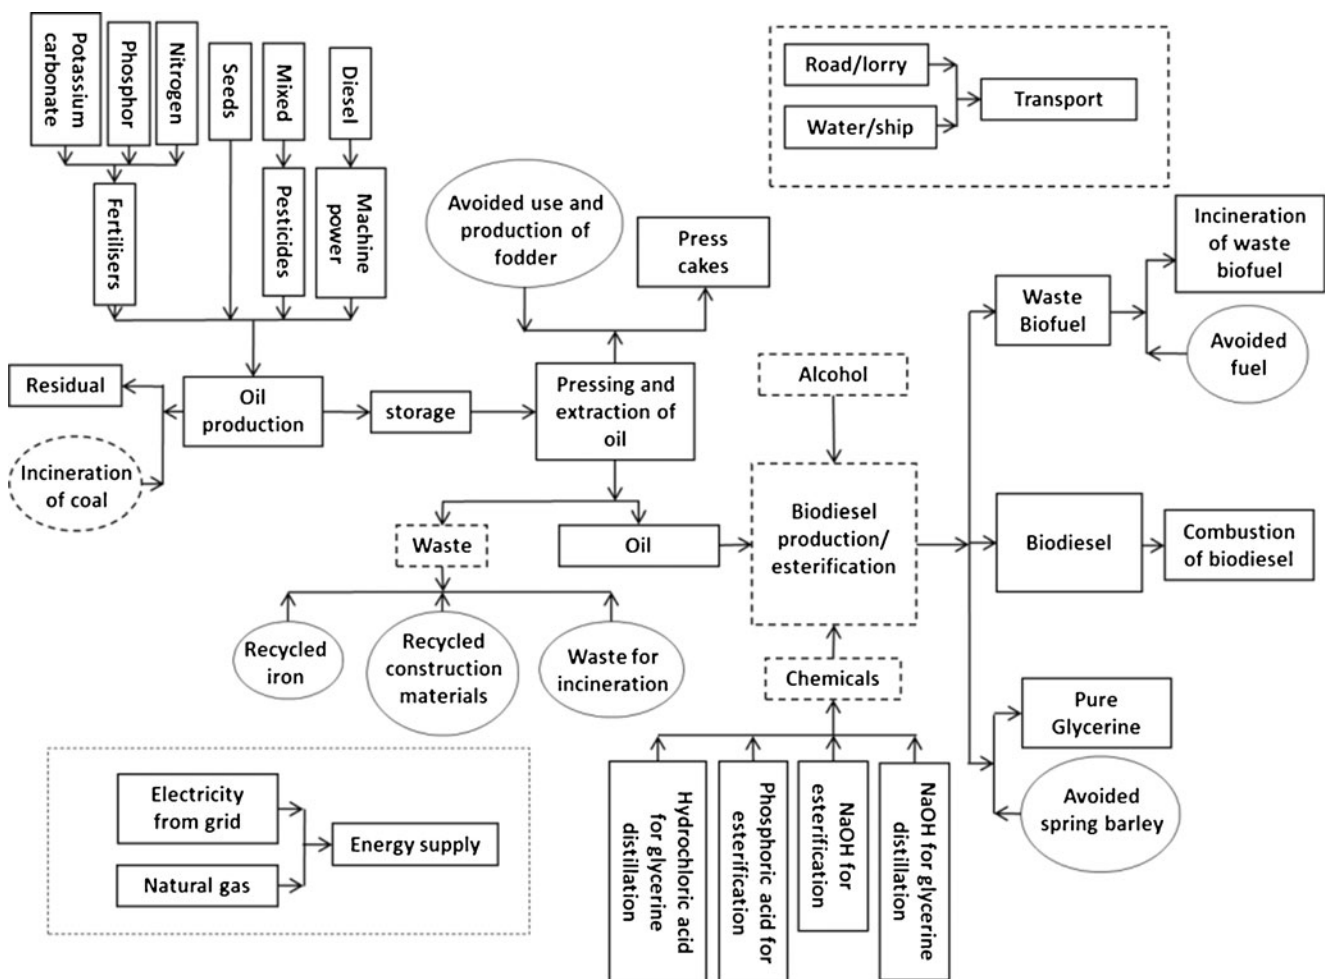 Potassium
carbonate
Phosphor
Nitrogen
Seeds
Mixed
Diesel
Fertilisers
Pesticides
Machine
power
Road/lorry
Water/ship
Transport
Avoided use and
production of
fodder
Press
cakes
Incineration
of waste
biofuel
Waste
Biofuel
Avoided
fuel
Residual
Oil
production
storage
Pressing and
extraction of
oil
Alcohol
Incineration
of coal
Waste
Oil
Biodiesel
production/
esterification
Biodiesel
Combustion
of biodiesel
Recycled
iron
Recycled
construction
materials
Waste for
incineration
Chemicals
Pure
Glycerine
Avoided
spring barley
Electricity
from grid
Natural gas
Energy supply
Hydrochloric acid
for glycerine
distillation
Phosphoric acid for
esterification
NaOH for
esterification
NaOH for glycerine
distillation